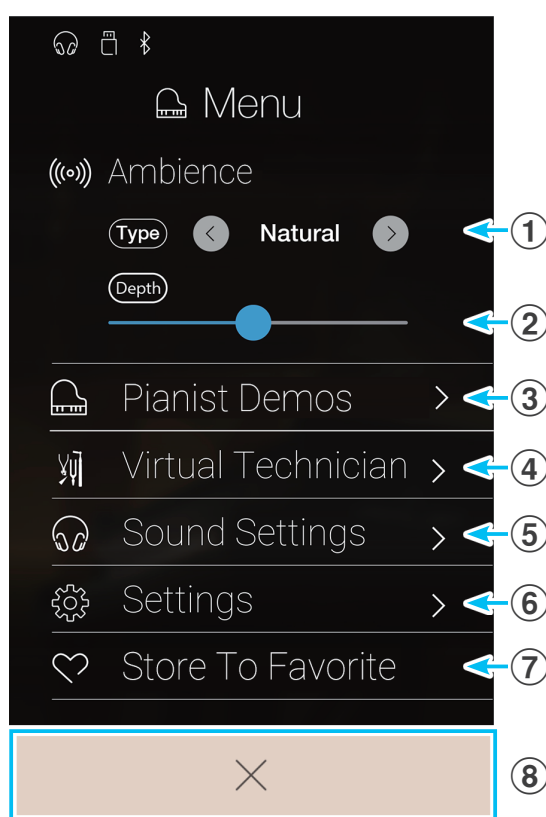 Menu
Ambience
Type < Natural > 1
Depth
2
Pianist Demos > 3
Virtual Technician > 4
Sound Settings > 5
Settings > 6
Store To Favorite 7
8